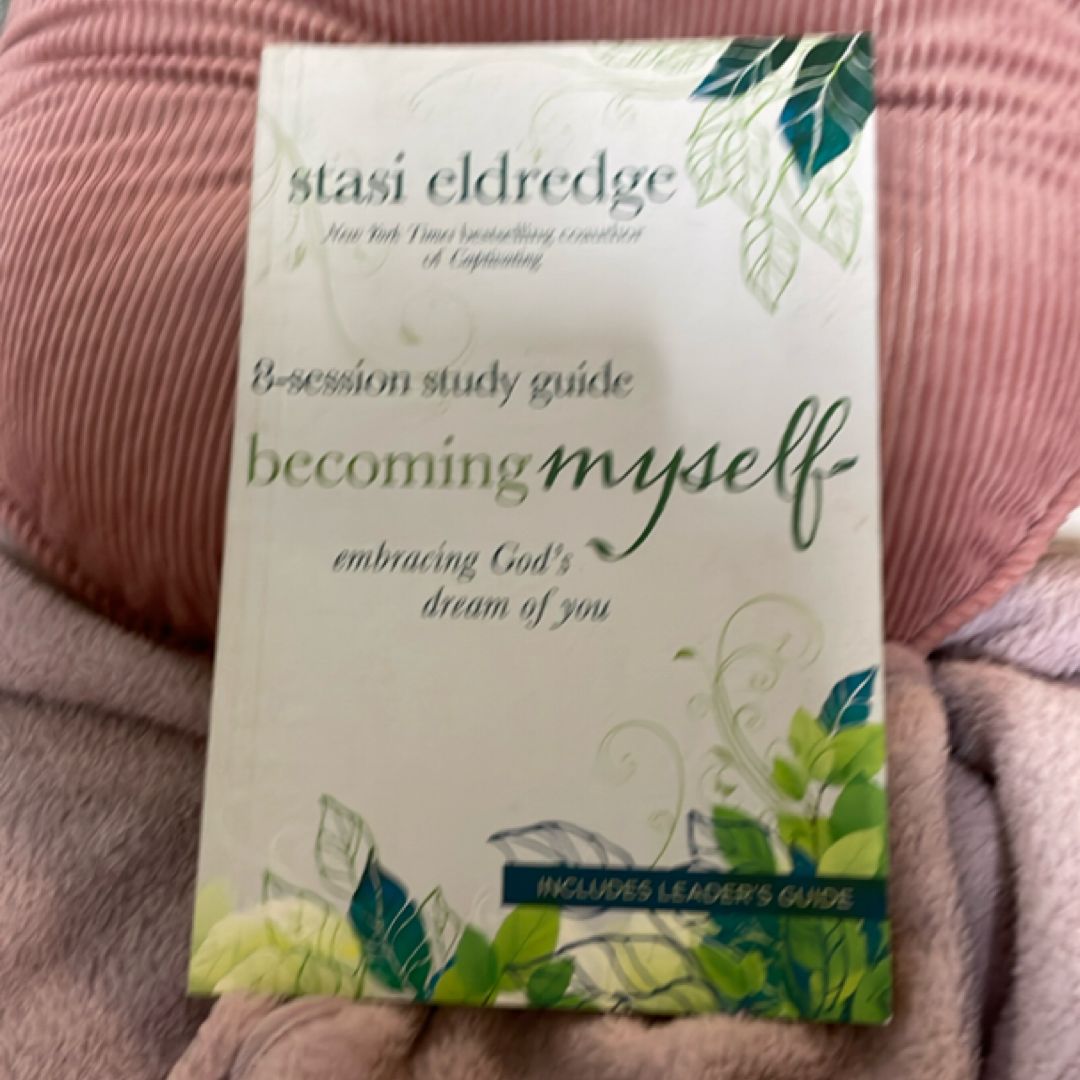 stasi eldredge
New York Times bestselling coauthor
of Captivating
8-session study guide
becoming myself
embracing God's
dream of you
INCLUDES LEADER'S GUIDE